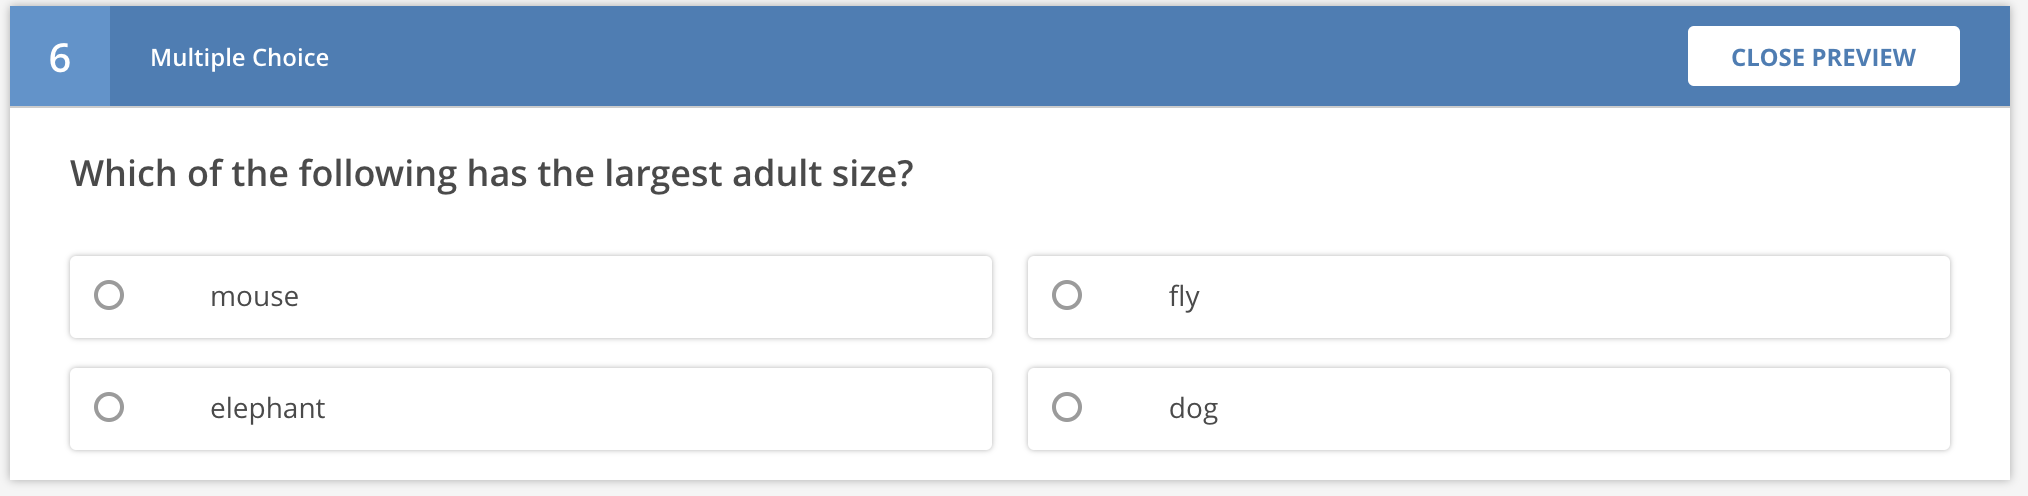 6
Multiple Choice
CLOSE PREVIEW
Which of the following has the largest adult size?
mouse
fly
elephant
dog